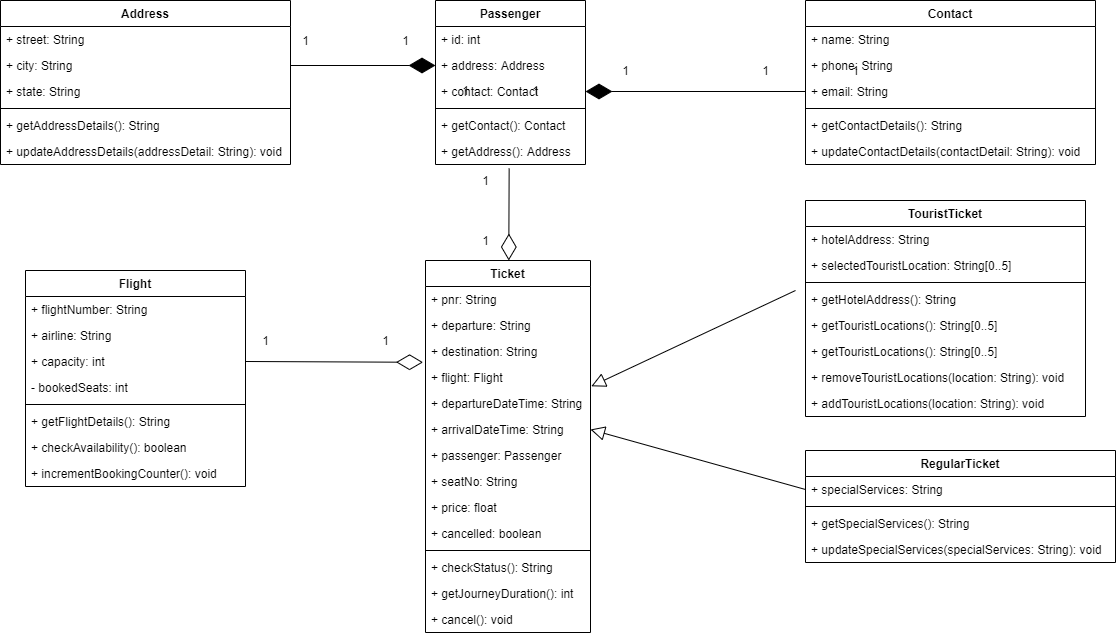 Address
+ street: String
+ city: String
+ state: String
+ getAddressDetails(): String
+ updateAddressDetails(addressDetail: String): void
1
1
Passenger
+ id: int
+ address: Address
+ contact: Contact
1
1
+ getContact(): Contact
+ getAddress(): Address
1
1
Contact
+ name: String
+ phone: String
1
+ email: String
+ getContactDetails(): String
+ updateContactDetails(contactDetail: String): void
1
1
Flight
+ flightNumber: String
+ airline: String
+ capacity: int
- bookedSeats: int
+ getFlightDetails(): String
+ checkAvailability(): boolean
+ incrementBookingCounter(): void
1
1
Ticket
+ pnr: String
+ departure: String
+ destination: String
+ flight: Flight
+ departureDateTime: String
+ arrivalDateTime: String
+ passenger: Passenger
+ seatNo: String
+ price: float
+ cancelled: boolean
+ checkStatus(): String
+ getJourneyDuration(): int
+ cancel(): void
TouristTicket
+ hotelAddress: String
+ selectedTouristLocation: String[0..5]
+ getHotelAddress(): String
+ getTouristLocations(): String[0..5]
+ getTouristLocations(): String[0..5]
+ removeTouristLocations(location: String): void
+ addTouristLocations(location: String): void
RegularTicket
+ specialServices: String
+ getSpecialServices(): String
+ updateSpecialServices(specialServices: String): void